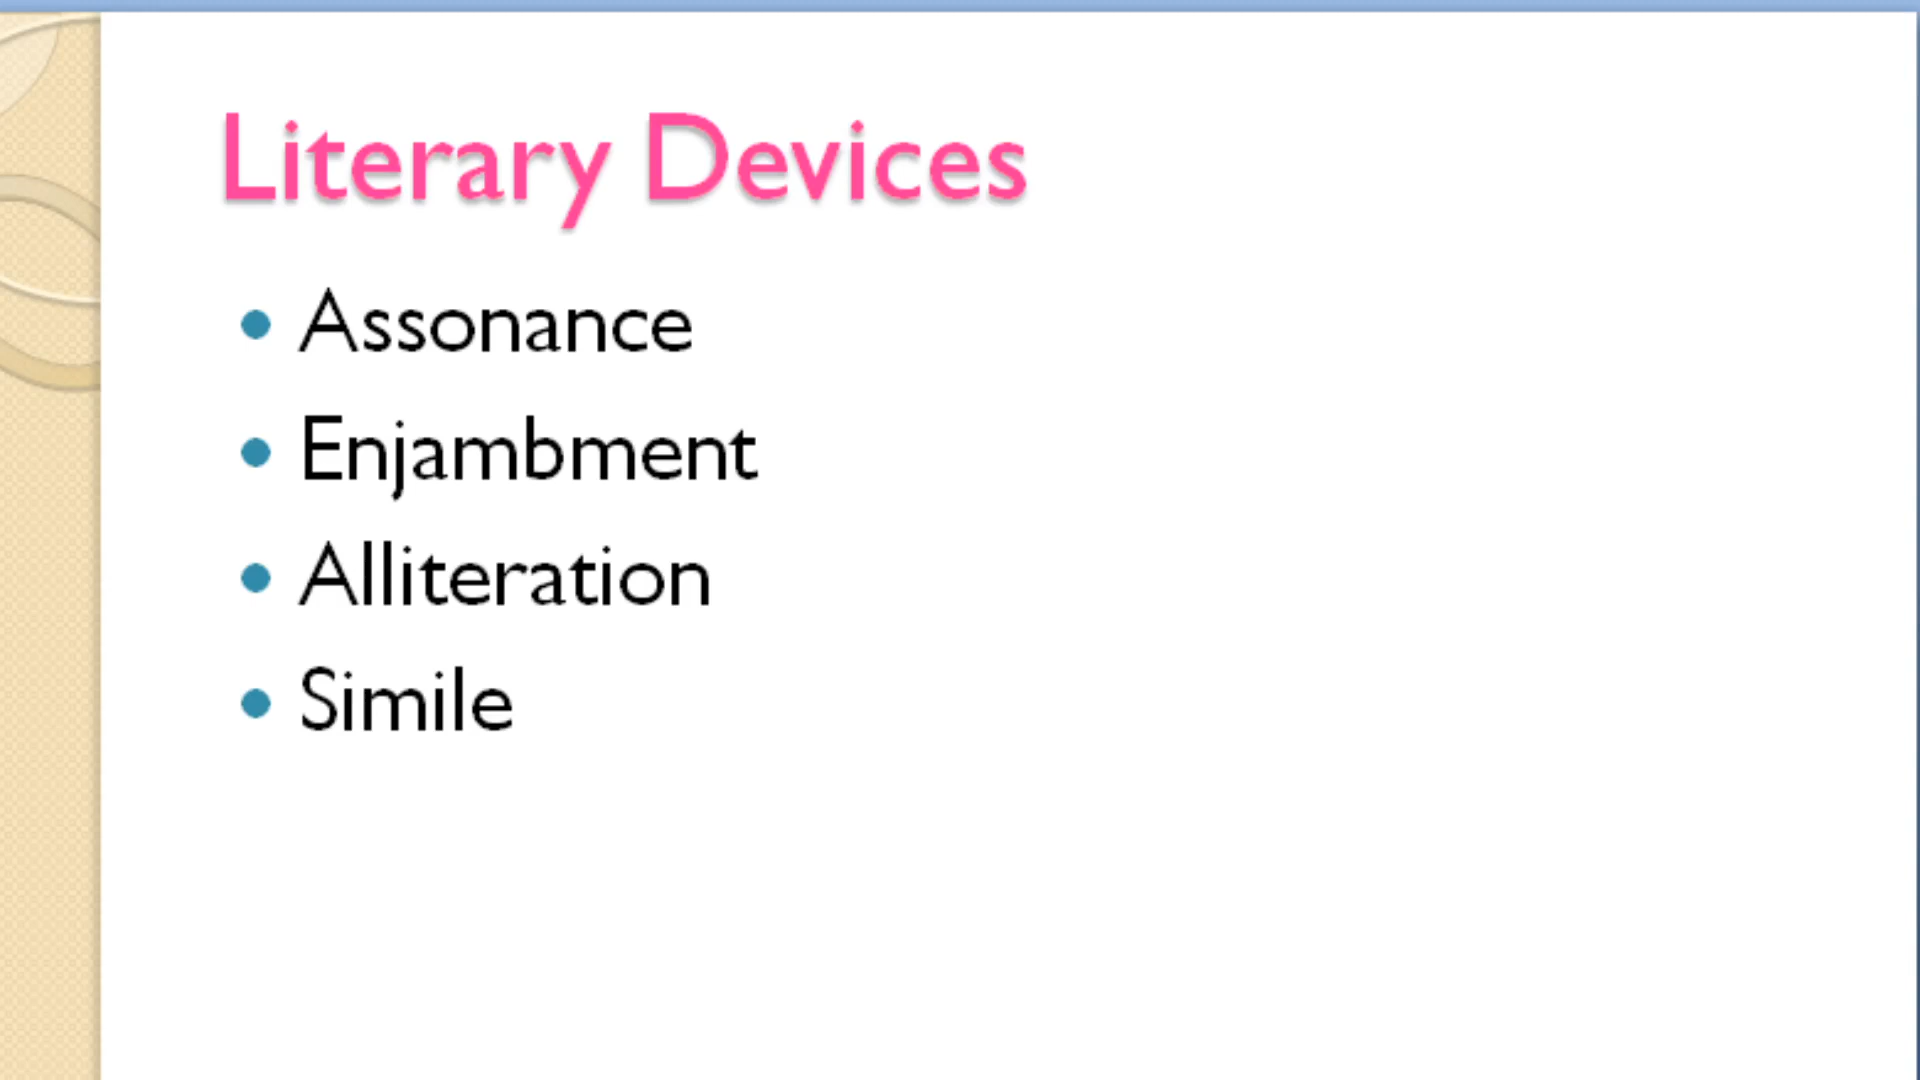 Literary Devices
• Assonance
• Enjambment
• Alliteration
• Simile